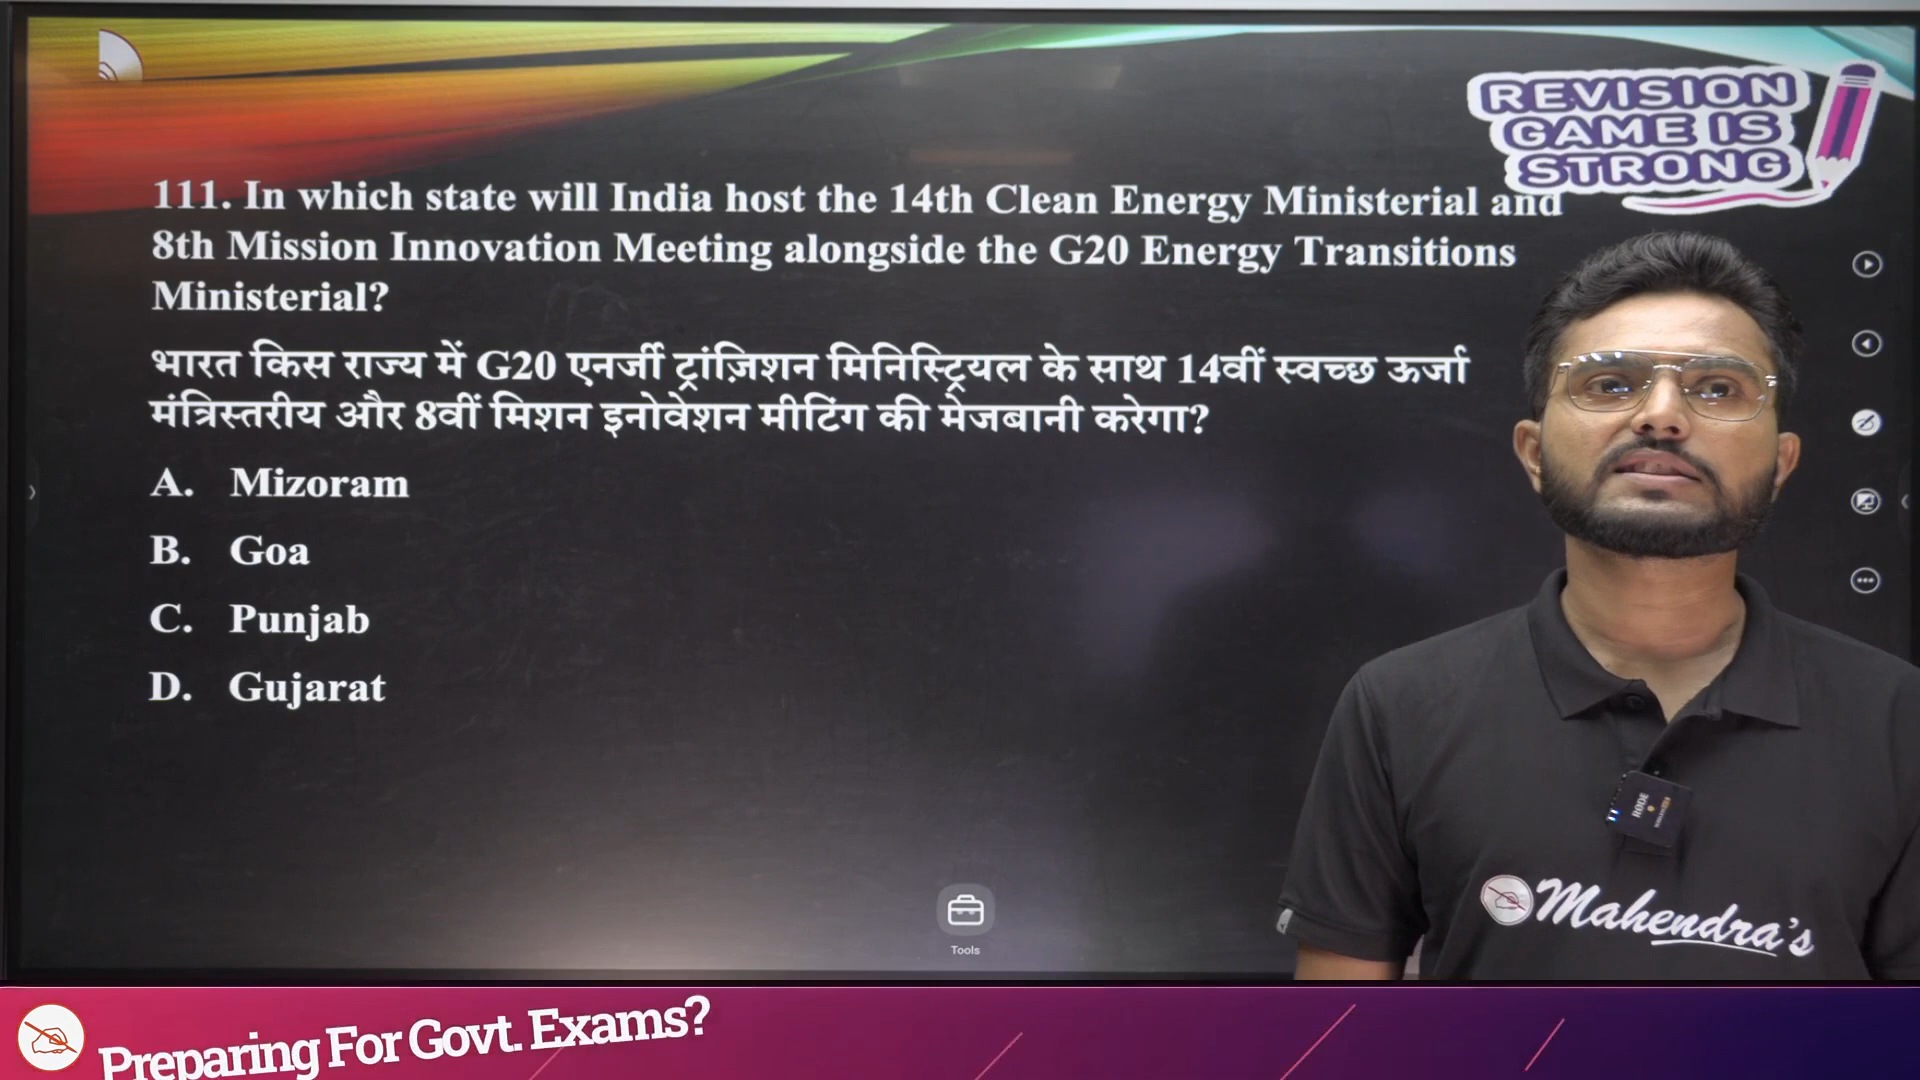 REVISION
GAME IS
STRONG
111. In which state will India host the 14th Clean Energy Ministerial and
8th Mission Innovation Meeting alongside the G20 Energy Transitions
Ministerial?
भारत किस राज्य में G20 एनर्जी ट्रांज़िशन मिनिस्ट्रियल के साथ 14वीं स्वच्छ ऊर्जा
मंत्रिस्तरीय और 8वीं मिशन इनोवेशन मीटिंग की मेजबानी करेगा?
A. Mizoram
B. Goa
C. Punjab
D. Gujarat
Tools
RODE
Mahendra's
Preparing For Govt. Exams?